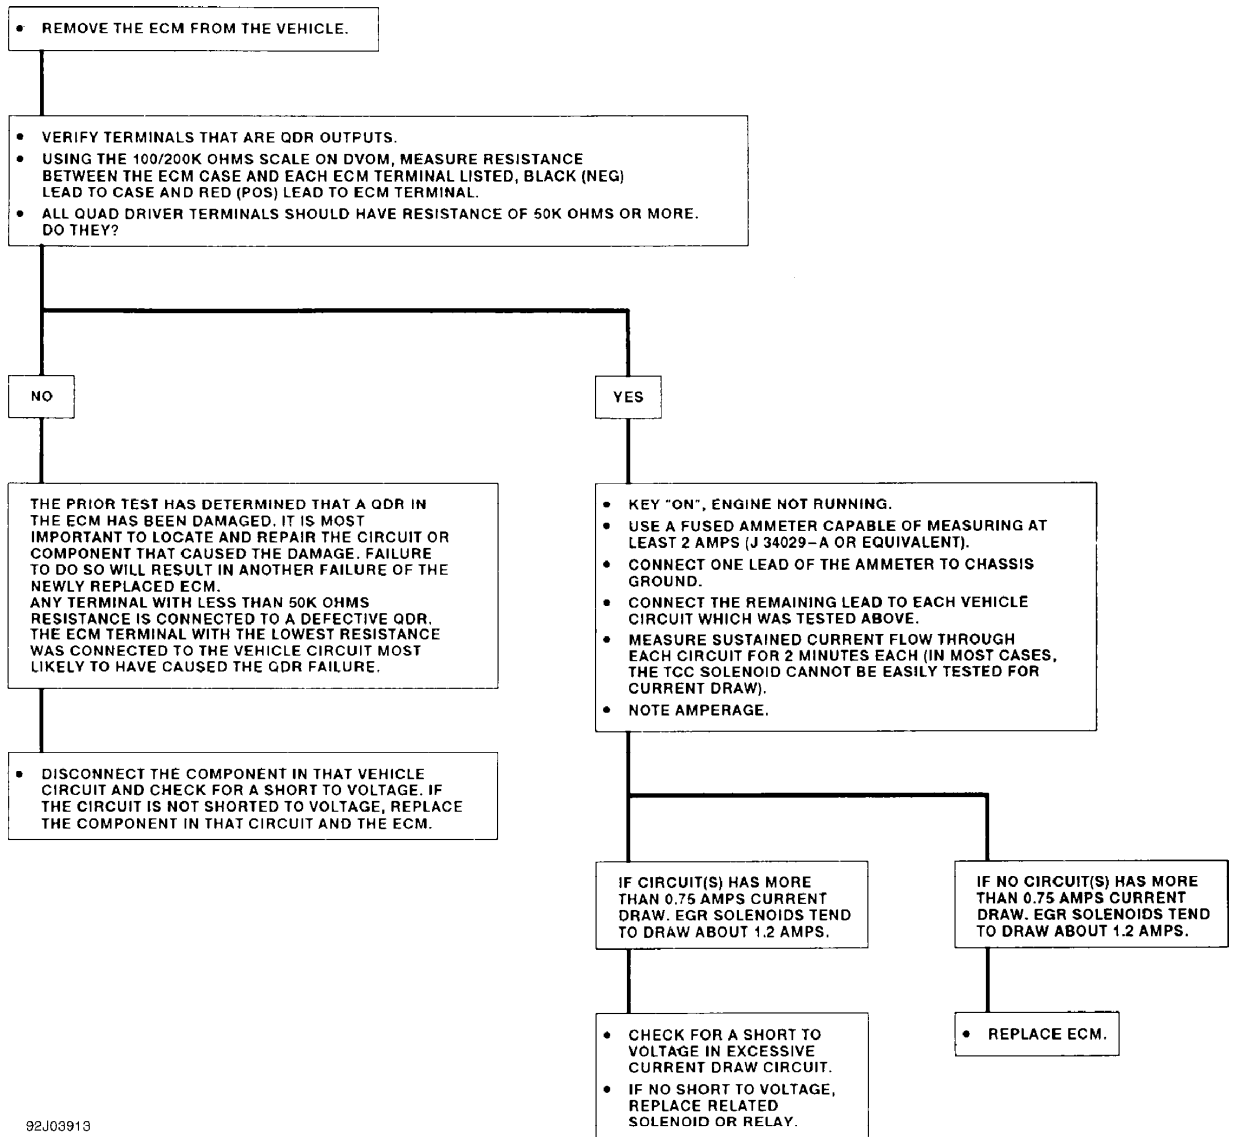 • REMOVE THE ECM FROM THE VEHICLE.
• VERIFY TERMINALS THAT ARE QDR OUTPUTS.
• USING THE 100/200K OHMS SCALE ON DVOM, MEASURE RESISTANCE
BETWEEN THE ECM CASE AND EACH ECM TERMINAL LISTED, BLACK (NEG)
LEAD TO CASE AND RED (POS) LEAD TO ECM TERMINAL.
• ALL QUAD DRIVER TERMINALS SHOULD HAVE RESISTANCE OF 50K OHMS OR MORE.
DO THEY?
NO
THE PRIOR TEST HAS DETERMINED THAT A QDR IN
THE ECM HAS BEEN DAMAGED. IT IS MOST
IMPORTANT TO LOCATE AND REPAIR THE CIRCUIT OR
COMPONENT THAT CAUSED THE DAMAGE. FAILURE
TO DO SO WILL RESULT IN ANOTHER FAILURE OF THE
NEWLY REPLACED ECM.
ANY TERMINAL WITH LESS THAN 50K OHMS
RESISTANCE IS CONNECTED TO A DEFECTIVE QDR.
THE ECM TERMINAL WITH THE LOWEST RESISTANCE
WAS CONNECTED TO THE VEHICLE CIRCUIT MOST
LIKELY TO HAVE CAUSED THE QDR FAILURE.
• DISCONNECT THE COMPONENT IN THAT VEHICLE
CIRCUIT AND CHECK FOR A SHORT TO VOLTAGE. IF
THE CIRCUIT IS NOT SHORTED TO VOLTAGE, REPLACE
THE COMPONENT IN THAT CIRCUIT AND THE ECM.
YES
• KEY "ON", ENGINE NOT RUNNING.
• USE A FUSED AMMETER CAPABLE OF MEASURING AT
LEAST 2 AMPS (J 34029-A OR EQUIVALENT).
• CONNECT ONE LEAD OF THE AMMETER TO CHASSIS
GROUND.
• CONNECT THE REMAINING LEAD TO EACH VEHICLE
CIRCUIT WHICH WAS TESTED ABOVE.
• MEASURE SUSTAINED CURRENT FLOW THROUGH
EACH CIRCUIT FOR 2 MINUTES EACH (IN MOST CASES,
THE TCC SOLENOID CANNOT BE EASILY TESTED FOR
CURRENT DRAW).
• NOTE AMPERAGE.
IF CIRCUIT(S) HAS MORE
THAN 0.75 AMPS CURRENT
DRAW. EGR SOLENOIDS TEND
TO DRAW ABOUT 1.2 AMPS.
• CHECK FOR A SHORT TO
VOLTAGE IN EXCESSIVE
CURRENT DRAW CIRCUIT.
• IF NO SHORT TO VOLTAGE,
REPLACE RELATED
SOLENOID OR RELAY.
IF NO CIRCUIT(S) HAS MORE
THAN 0.75 AMPS CURRENT
DRAW. EGR SOLENOIDS TEND
TO DRAW ABOUT 1.2 AMPS.
• REPLACE ECM.
92J03913